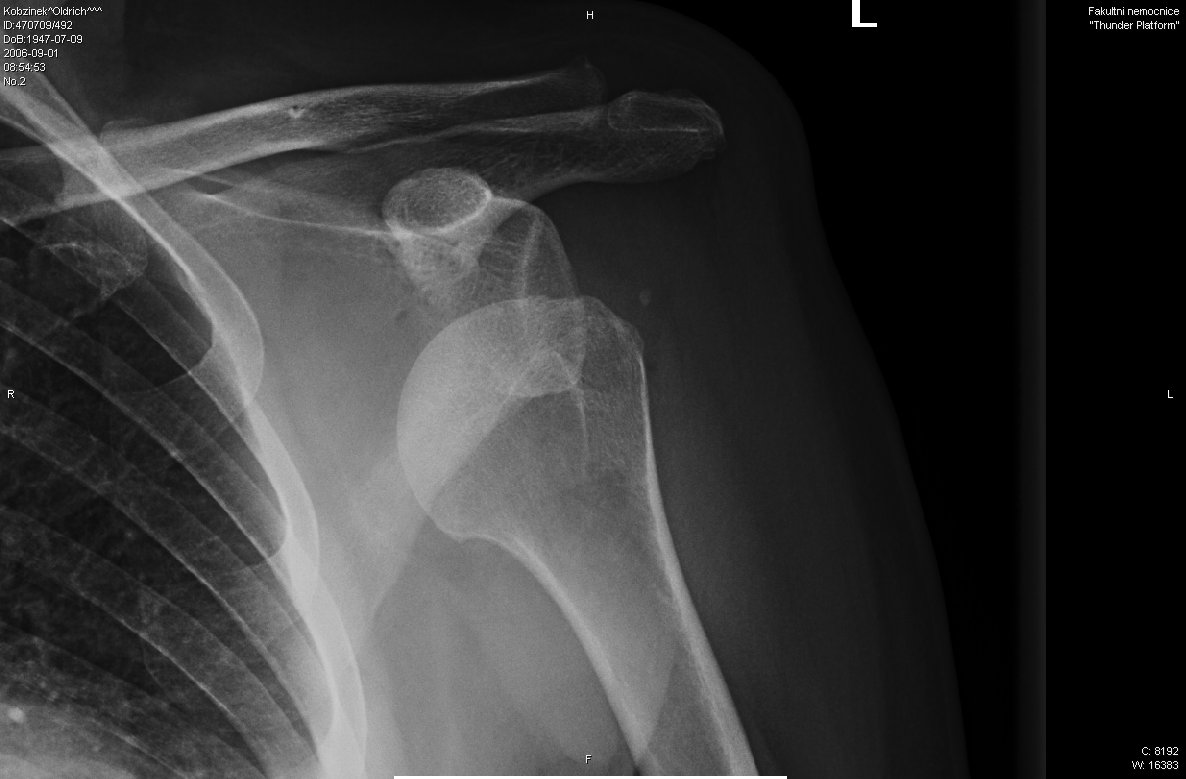 Kobzinek^Oldrich^^^
ID:470709/492
DoB:1947-07-09
2006-09-01
08:54:53
No.2
H
L
Fakultni nemocnice
"Thunder Platform"
R
L
F
C: 8192
W: 16383